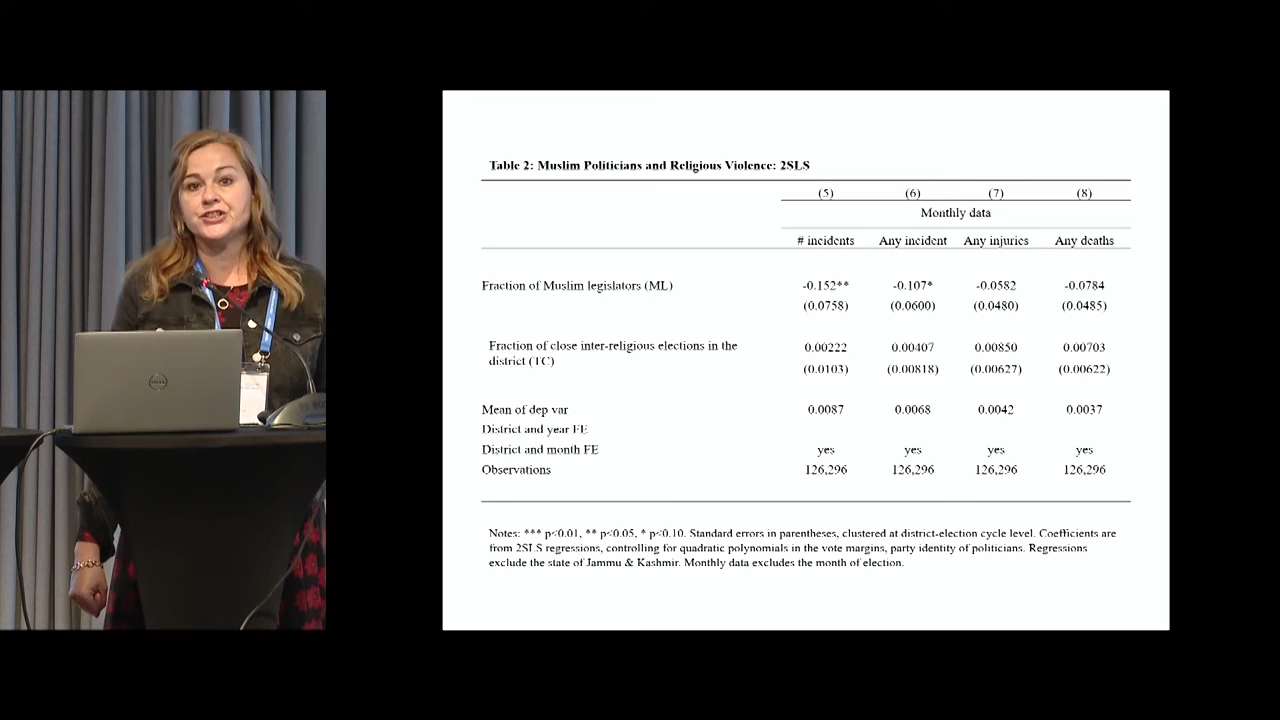 Table 2: Muslim Politicians and Religious Violence: 2SLS
(5) (6) (7) (8)
Monthly data
# incidents Any incident Any injuries Any deaths
Fraction of Muslim legislators (ML) -0.152** -0.107* -0.0582 -0.0784
(0.0758) (0.0600) (0.0480) (0.0485)
Fraction of close inter-religious elections in the
district (TC) 0.00222 0.00407 0.00850 0.00703
(0.0103) (0.00818) (0.00627) (0.00622)
Mean of dep var 0.0087 0.0068 0.0042 0.0037
District and year FE
District and month FE yes yes yes yes
Observations 126,296 126,296 126,296 126,296
Notes: *** p<0.01, ** p<0.05, * p<0.10. Standard errors in parentheses, clustered at district-election cycle level. Coefficients are
from 2SLS regressions, controlling for quadratic polynomials in the vote margins, party identity of politicians. Regressions
exclude the state of Jammu & Kashmir. Monthly data excludes the month of election.
DELL